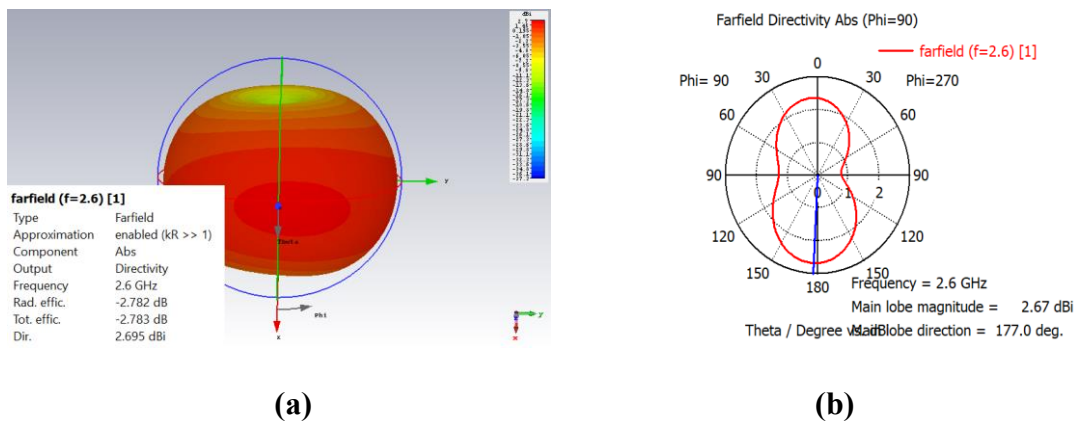 dBi
y
Theta
Phi
x
farfield (f=2.6) [1]
Type Farfield
Approximation enabled (kR >> 1)
Component Abs
Output Directivity
Frequency 2.6 GHz
Rad. effic. -2.782 dB
Tot. effic. -2.783 dB
Dir. 2.695 dBi
y
x
(a)
Farfield Directivity Abs (Phi=90)
farfield (f=2.6) [1]
Phi= 90 30 0 30 Phi=270
60 60
90 0 1 2 90
120 120
150 180 150
Frequency = 2.6 GHz
Main lobe magnitude = 2.67 dBi
Theta / Degree vs. dBi
Main lobe direction = 177.0 deg.
(b)